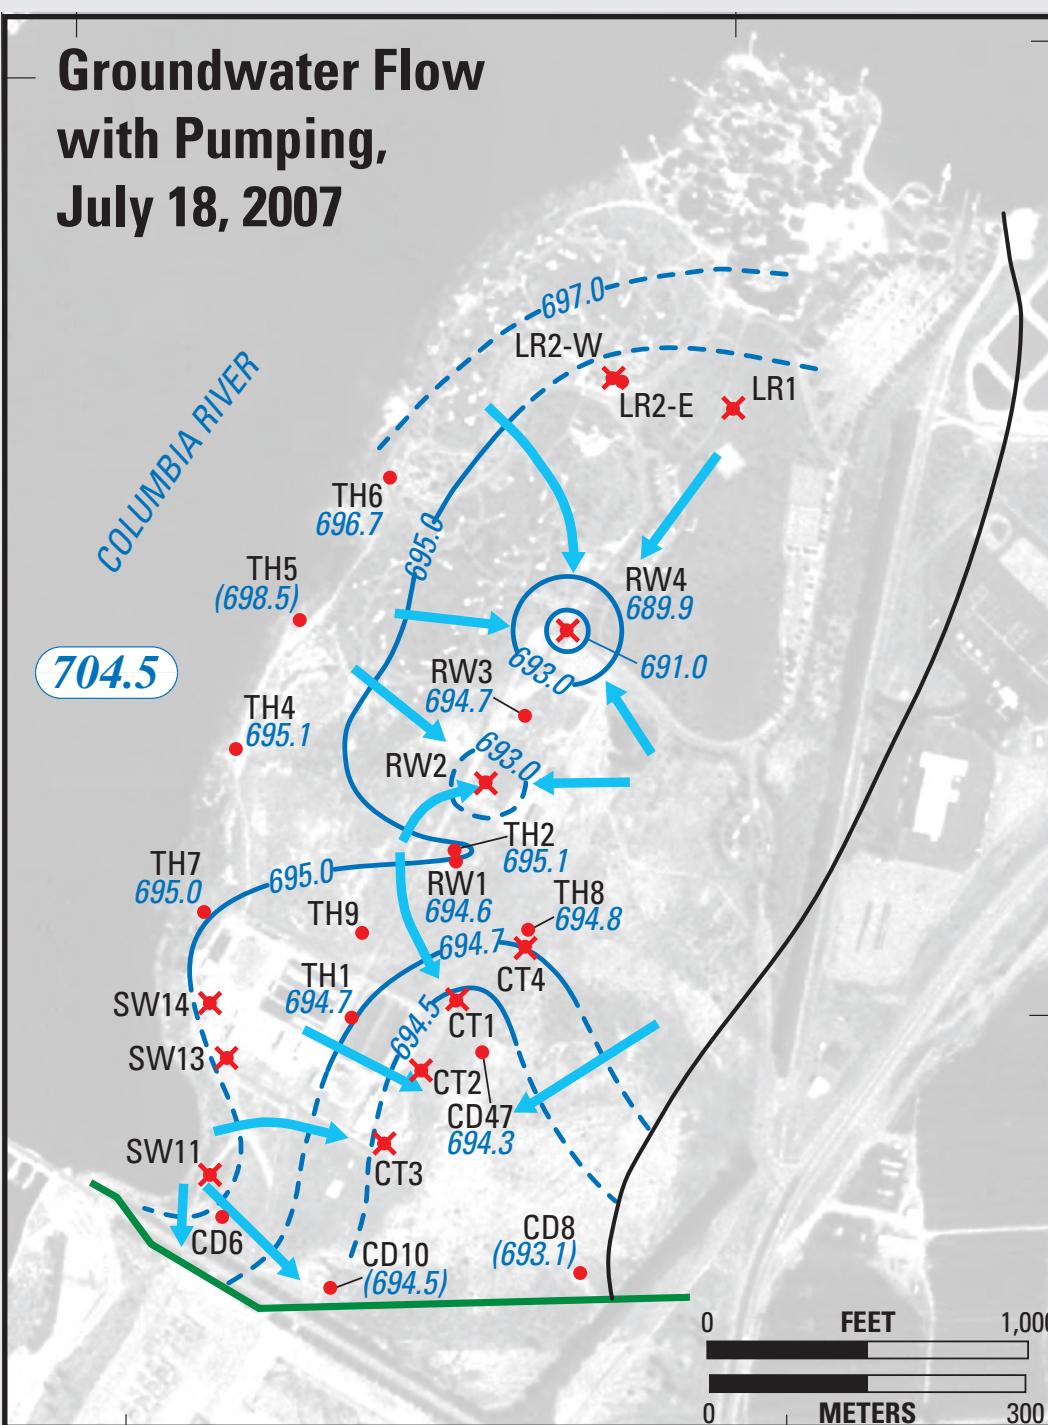 Groundwater Flow
with Pumping,
July 18, 2007
697.0
LR2-W
LR2-E
LR1
COLUMBIA RIVER
TH6
696.7
695.0
TH5
(698.5)
RW4
689.9
704.5
693.0
691.0
RW3
694.7
TH4
695.1
693.0
RW2
TH2
695.1
TH7
695.0
695.0
RW1
694.6
TH8
694.8
TH9
694.7
CT4
TH1
694.7
SW14
694.5
CT1
SW13
CT2
CD47
694.3
SW11
CT3
CD6
CD8
(693.1)
CD10
(694.5)
0 FEET 1,000
0 METERS 300